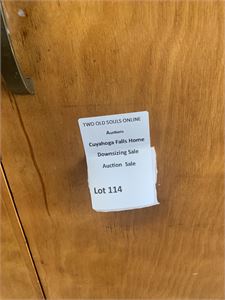 TWO OLD SOULS ONLINE
Auctions
Cuyahoga Falls Home
Downsizing Sale
Auction Sale
Lot 114